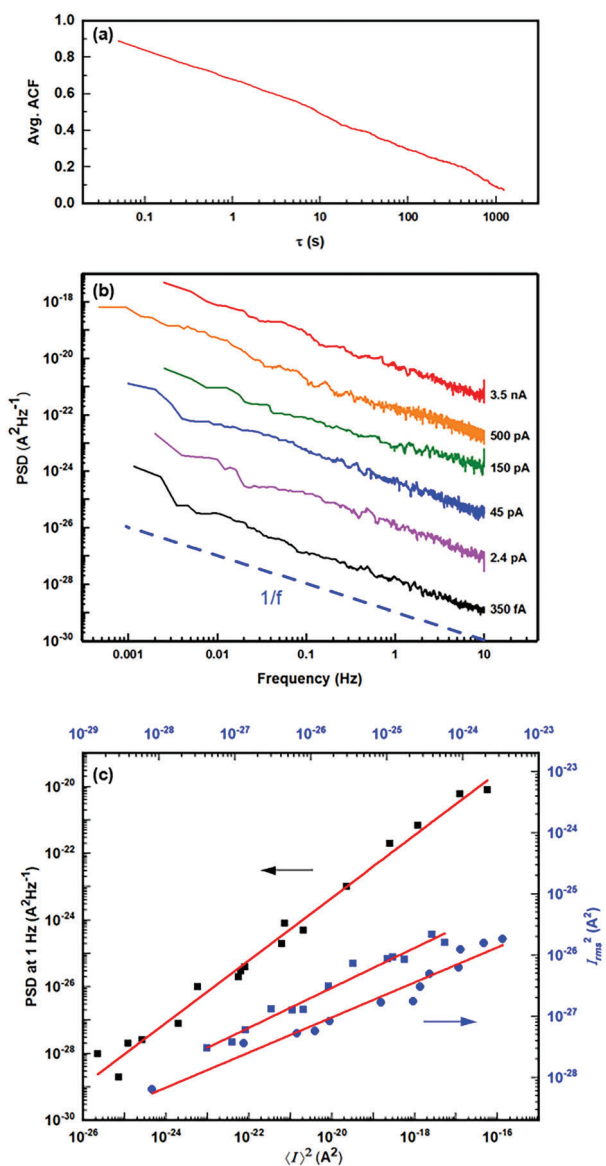 (a)
1.0
0.8
0.6
0.4
0.2
0.0
Avg. ACF
0.1 1 10 100 1000
τ (s)
(b)
10⁻¹⁸
10⁻²⁰
10⁻²²
10⁻²⁴
10⁻²⁶
10⁻²⁸
10⁻³⁰
PSD (A²Hz⁻¹)
3.5 nA
500 pA
150 pA
45 pA
2.4 pA
350 fA
1/f
0.001 0.01 0.1 1 10
Frequency (Hz)
10⁻²⁹ 10⁻²⁸ 10⁻²⁷ 10⁻²⁶ 10⁻²⁵ 10⁻²⁴ 10⁻²³
(c)
10⁻²⁰
10⁻²²
10⁻²⁴
10⁻²⁶
10⁻²⁸
10⁻³⁰
PSD at 1 Hz (A²Hz⁻¹)
10⁻²³
10⁻²⁴
10⁻²⁵
10⁻²⁶
10⁻²⁷
10⁻²⁸
I_rms² (A²)
10⁻²⁶ 10⁻²⁴ 10⁻²² 10⁻²⁰ 10⁻¹⁸ 10⁻¹⁶
⟨I⟩² (A²)